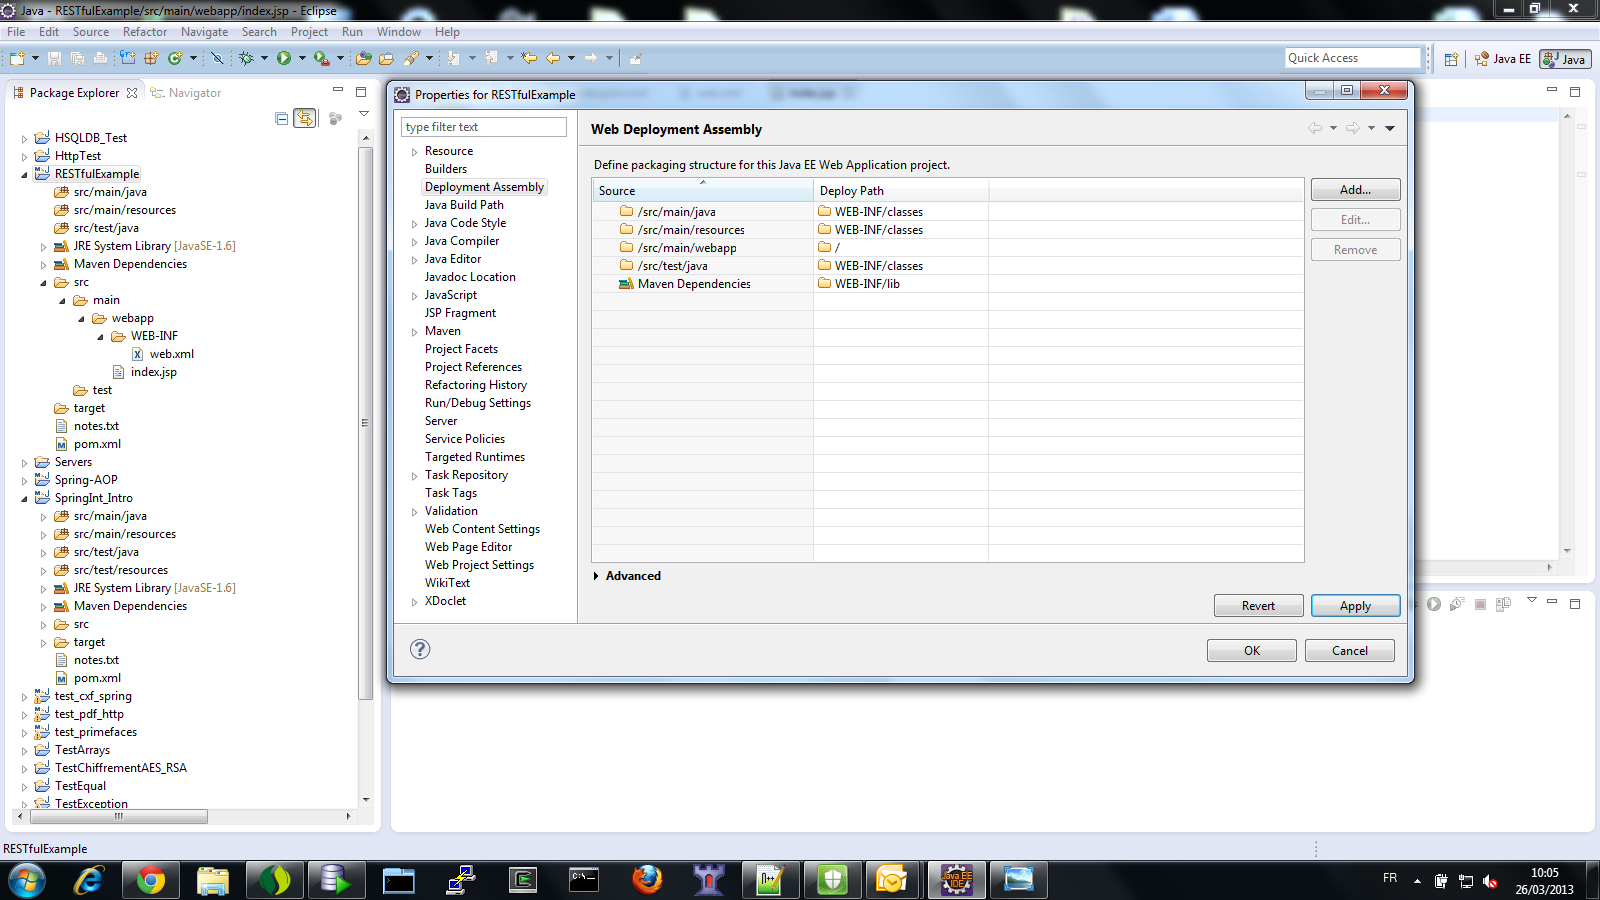 Java - RESTfulExample/src/main/webapp/index.jsp - Eclipse
File Edit Source Refactor Navigate Search Project Run Window Help
Quick Access
Java EE
Java
Package Explorer
Navigator
HSQLDB_Test
HttpTest
RESTfulExample
src/main/java
src/main/resources
src/test/java
JRE System Library [JavaSE-1.6]
Maven Dependencies
src
main
webapp
WEB-INF
web.xml
index.jsp
test
target
notes.txt
pom.xml
Servers
Spring-AOP
SpringInt_Intro
src/main/java
src/main/resources
src/test/java
src/test/resources
JRE System Library [JavaSE-1.6]
Maven Dependencies
src
target
notes.txt
pom.xml
test_cxf_spring
test_pdf_http
test_primefaces
TestArrays
TestChiffrementAES_RSA
TestEqual
TestException
Properties for RESTfulExample
type filter text
Resource
Builders
Deployment Assembly
Java Build Path
Java Code Style
Java Compiler
Java Editor
Javadoc Location
JavaScript
JSP Fragment
Maven
Project Facets
Project References
Refactoring History
Run/Debug Settings
Server
Service Policies
Targeted Runtimes
Task Repository
Task Tags
Validation
Web Content Settings
Web Page Editor
Web Project Settings
WikiText
XDoclet
Web Deployment Assembly
Define packaging structure for this Java EE Web Application project.
Source Deploy Path
/src/main/java WEB-INF/classes
/src/main/resources WEB-INF/classes
/src/main/webapp /
/src/test/java WEB-INF/classes
Maven Dependencies WEB-INF/lib
Add...
Edit...
Remove
Advanced
Revert Apply
OK Cancel
RESTfulExample
Java EE
IDE
FR
10:05
26/03/2013